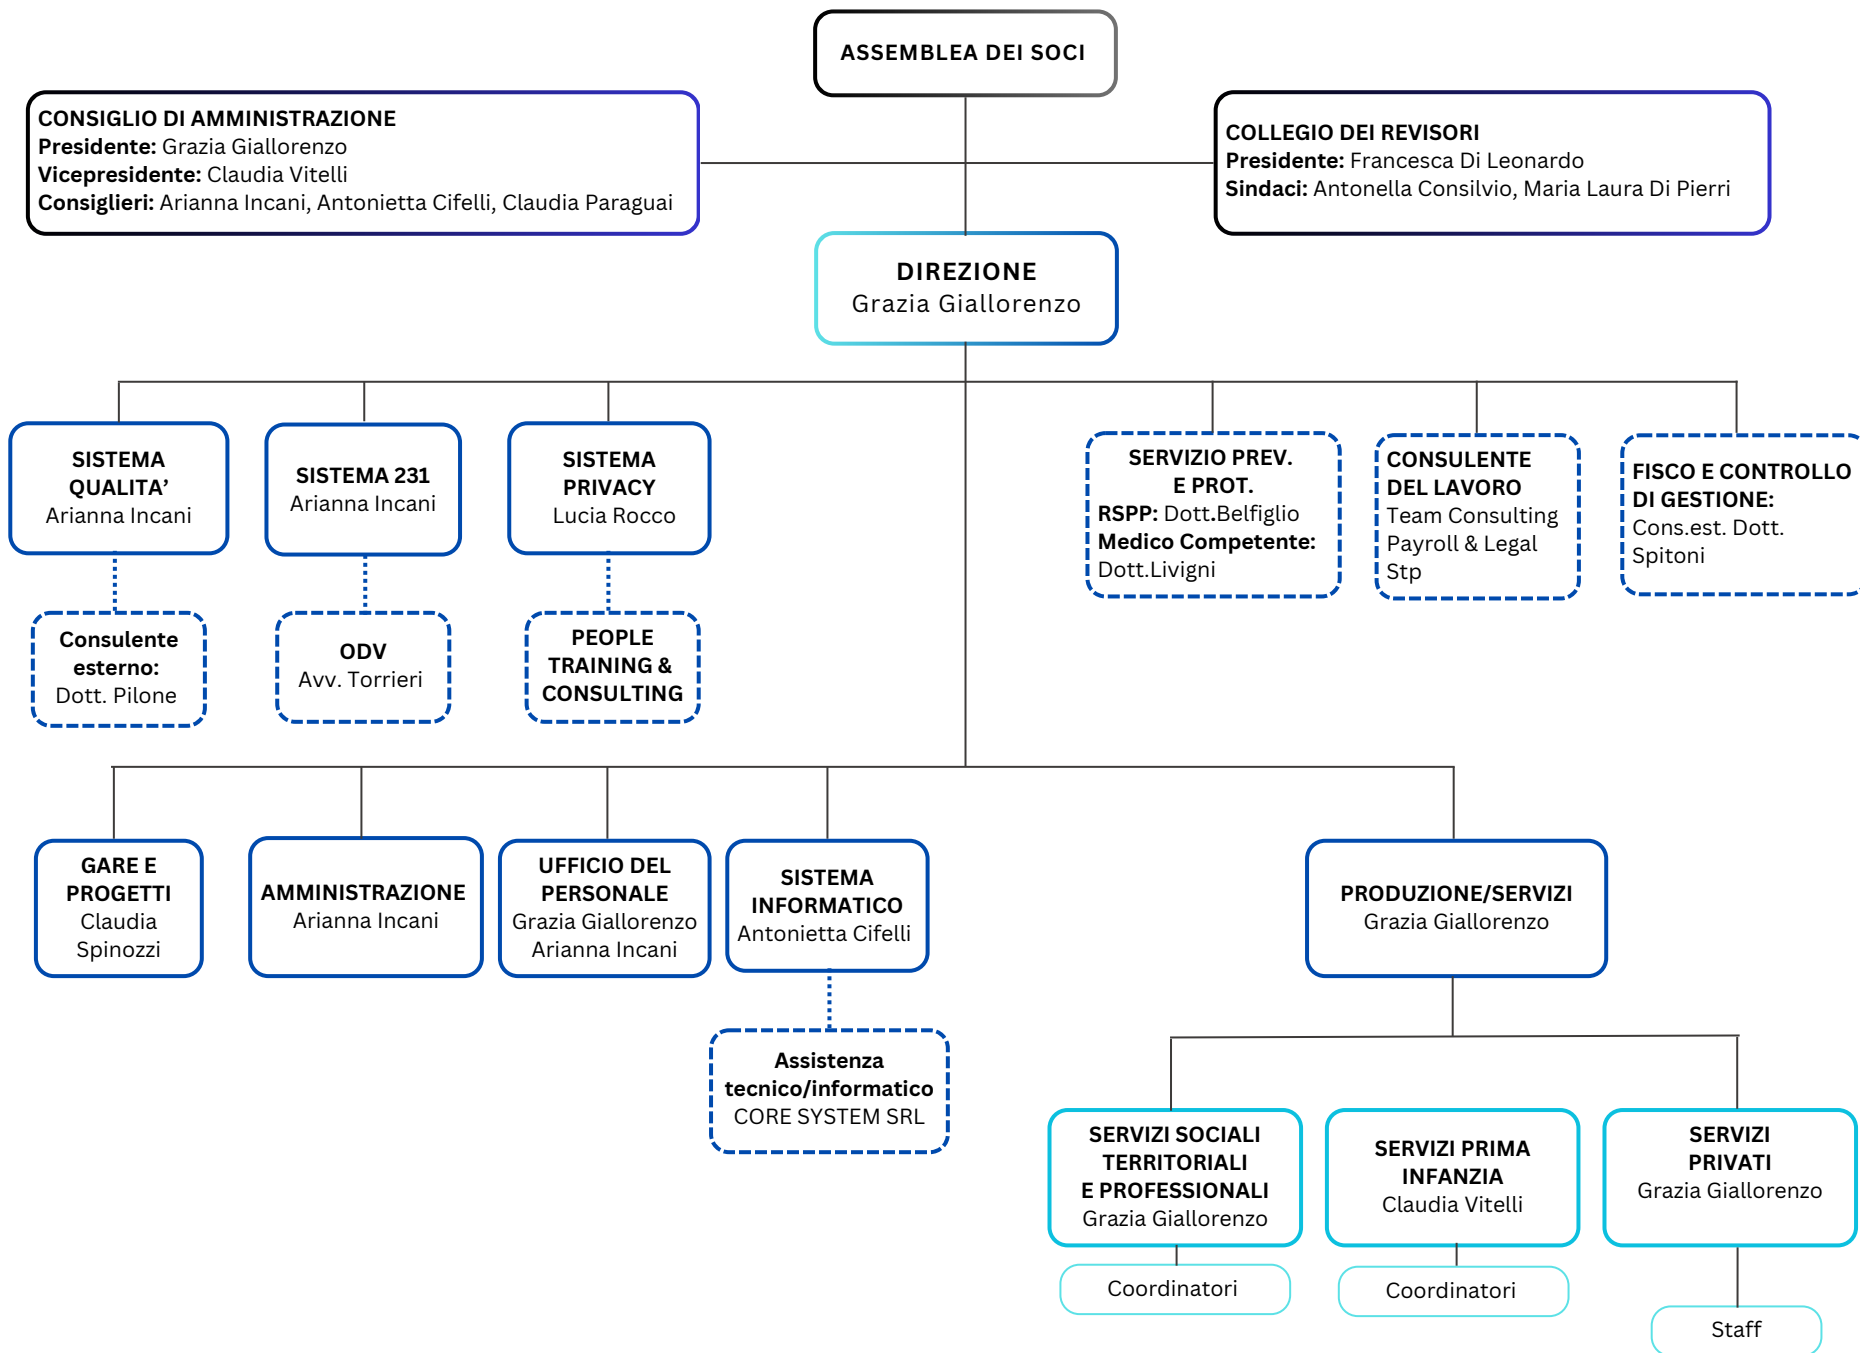 ASSEMBLEA DEI SOCI
CONSIGLIO DI AMMINISTRAZIONE
Presidente: Grazia Giallorenzo
Vicepresidente: Claudia Vitelli
Consiglieri: Arianna Incani, Antonietta Cifelli, Claudia Paraguai
COLLEGIO DEI REVISORI
Presidente: Francesca Di Leonardo
Sindaci: Antonella Consilvio, Maria Laura Di Pierri
DIREZIONE
Grazia Giallorenzo
SISTEMA
QUALITA’
Arianna Incani
SISTEMA 231
Arianna Incani
SISTEMA
PRIVACY
Lucia Rocco
SERVIZIO PREV.
E PROT.
RSPP: Dott.Belfiglio
Medico Competente:
Dott.Livigni
CONSULENTE
DEL LAVORO
Team Consulting
Payroll & Legal
Stp
FISCO E CONTROLLO
DI GESTIONE:
Cons.est. Dott.
Spitoni
Consulente
esterno:
Dott. Pilone
ODV
Avv. Torrieri
PEOPLE
TRAINING &
CONSULTING
GARE E
PROGETTI
Claudia
Spinozzi
AMMINISTRAZIONE
Arianna Incani
UFFICIO DEL
PERSONALE
Grazia Giallorenzo
Arianna Incani
SISTEMA
INFORMATICO
Antonietta Cifelli
PRODUZIONE/SERVIZI
Grazia Giallorenzo
Assistenza
tecnico/informatico
CORE SYSTEM SRL
SERVIZI SOCIALI
TERRITORIALI
E PROFESSIONALI
Grazia Giallorenzo
SERVIZI PRIMA
INFANZIA
Claudia Vitelli
SERVIZI
PRIVATI
Grazia Giallorenzo
Coordinatori
Coordinatori
Staff